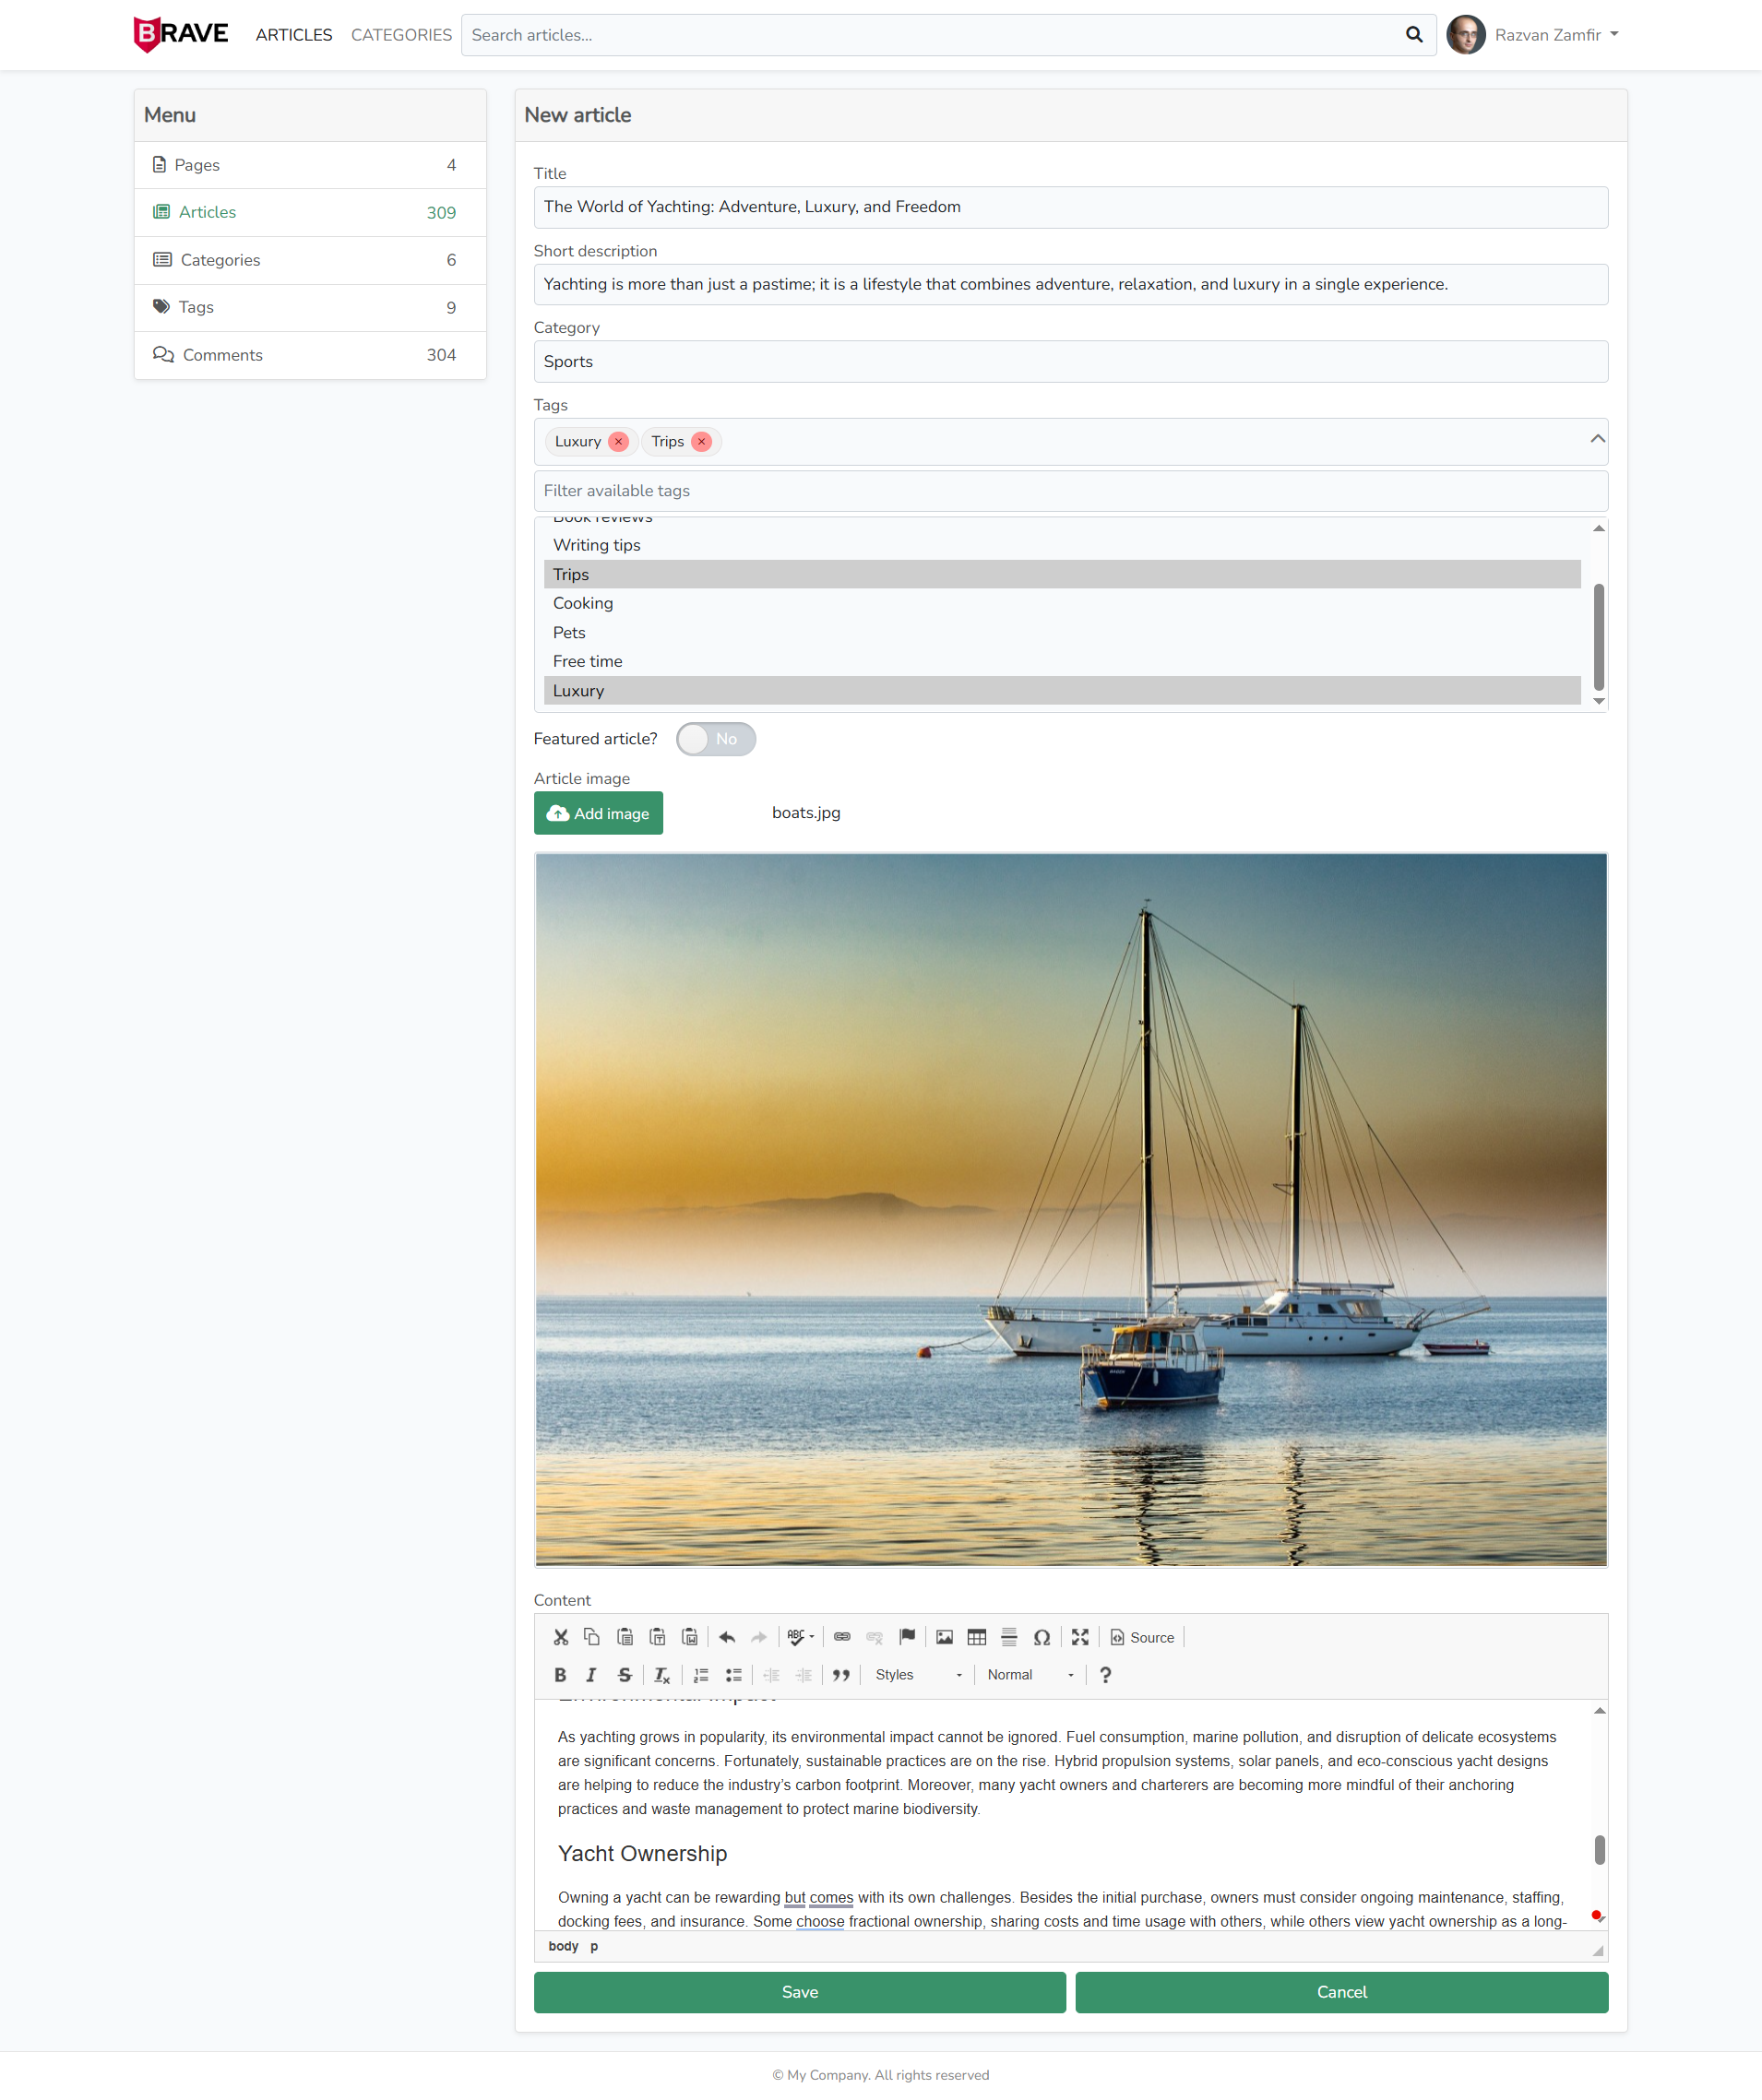 BRAVE
ARTICLES
CATEGORIES
Search articles...
Razvan Zamfir
Menu
Pages 4
Articles 309
Categories 6
Tags 9
Comments 304
New article
Title
The World of Yachting: Adventure, Luxury, and Freedom
Short description
Yachting is more than just a pastime; it is a lifestyle that combines adventure, relaxation, and luxury in a single experience.
Category
Sports
Tags
Luxury × Trips ×
Filter available tags
Book reviews
Writing tips
Trips
Cooking
Pets
Free time
Luxury
Featured article? No
Article image
Add image boats.jpg
Content
ABC Ω Source
B I S Tx Styles Normal ?
Environmental Impact
As yachting grows in popularity, its environmental impact cannot be ignored. Fuel consumption, marine pollution, and disruption of delicate ecosystems
are significant concerns. Fortunately, sustainable practices are on the rise. Hybrid propulsion systems, solar panels, and eco-conscious yacht designs
are helping to reduce the industry's carbon footprint. Moreover, many yacht owners and charterers are becoming more mindful of their anchoring
practices and waste management to protect marine biodiversity.
Yacht Ownership
Owning a yacht can be rewarding but comes with its own challenges. Besides the initial purchase, owners must consider ongoing maintenance, staffing,
docking fees, and insurance. Some choose fractional ownership, sharing costs and time usage with others, while others view yacht ownership as a long-
body p
Save
Cancel
© My Company. All rights reserved